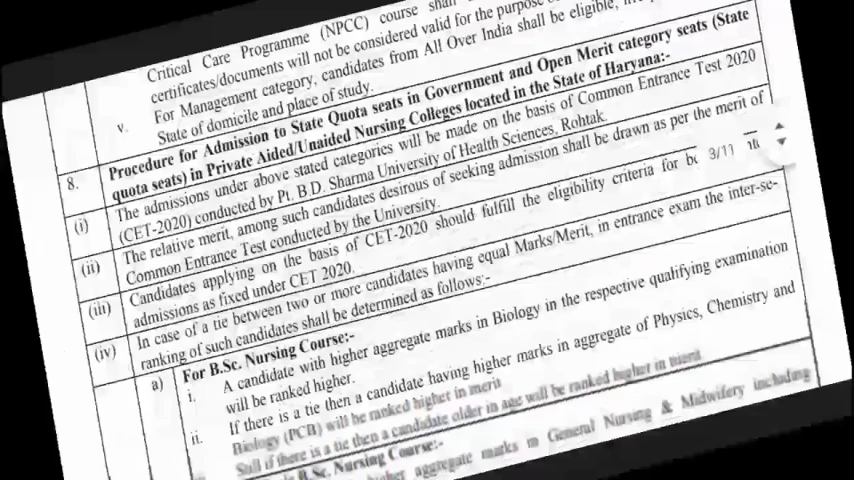 Critical Care Programme (NPCC) course shall
certificates/documents will not be considered valid for the purpose
v. For Management category, candidates from All Over India shall be eligible,
State of domicile and place of study.
8. Procedure for Admission to State Quota seats in Government and Open Merit category seats (State
quota seats) in Private Aided/Unaided Nursing Colleges located in the State of Haryana:-
(i) The admissions under above stated categories will be made on the basis of Common Entrance Test 2020
(CET-2020) conducted by Pt. B.D. Sharma University of Health Sciences, Rohtak.
(ii) The relative merit, among such candidates desirous of seeking admission shall be drawn as per the merit of
Common Entrance Test conducted by the University.
(iii) Candidates applying on the basis of CET-2020 should fulfill the eligibility criteria for
admissions as fixed under CET 2020.
3/11
(iv) In case of a tie between two or more candidates having equal Marks/Merit, in entrance exam the inter-se-
ranking of such candidates shall be determined as follows:-
a) For B.Sc. Nursing Course:-
i. A candidate with higher aggregate marks in Biology in the respective qualifying examination
will be ranked higher.
ii. If there is a tie then a candidate having higher marks in aggregate of Physics, Chemistry and
Biology (PCB) will be ranked higher in merit
Still if there is a tie then a candidate older in age will be ranked higher in merit
B.Sc. Nursing Course:-
higher aggregate marks in General Nursing & Midwifery including